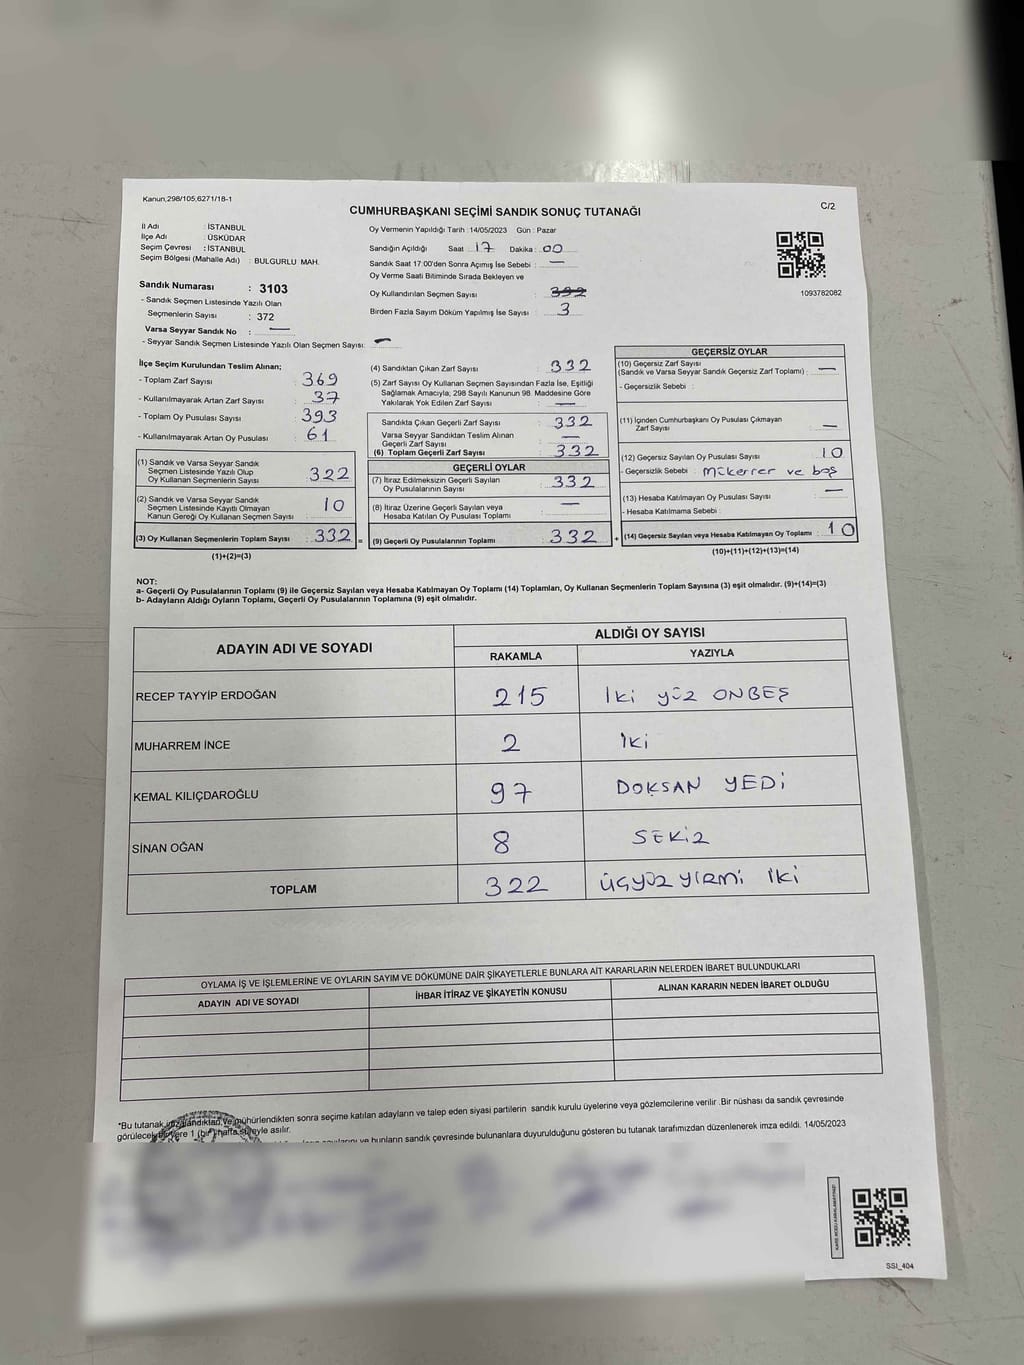 Kanun,298/105,6271/18-1
C/2
CUMHURBAŞKANI SEÇİMİ SANDIK SONUÇ TUTANAĞI
İl Adı : İSTANBUL
İlçe Adı : ÜSKÜDAR
Seçim Çevresi : İSTANBUL
Seçim Bölgesi (Mahalle Adı) : BULGURLU MAH.
Sandık Numarası : 3103
- Sandık Seçmen Listesinde Yazılı Olan
Seçmenlerin Sayısı : 372
Varsa Seyyar Sandık No : —
- Seyyar Sandık Seçmen Listesinde Yazılı Olan Seçmen Sayısı: —
Oy Vermenin Yapıldığı Tarih :14/05/2023 Gün : Pazar
Sandığın Açıldığı Saat 17 Dakika : 00
Sandık Saat 17:00'den Sonra Açımış İse Sebebi : —
Oy Verme Saati Bitiminde Sırada Bekleyen ve
Oy Kullandırılan Seçmen Sayısı : 332
Birden Fazla Sayım Döküm Yapılmış İse Sayısı : 3
1093782082
İlçe Seçim Kurulundan Teslim Alınan;
- Toplam Zarf Sayısı : 369
- Kullanılmayarak Artan Zarf Sayısı : 37
- Toplam Oy Pusulası Sayısı : 393
- Kullanılmayarak Artan Oy Pusulası : 61
(1) Sandık ve Varsa Seyyar Sandık
Seçmen Listesinde Yazılı Olup
Oy Kullanan Seçmenlerin Sayısı : 322
(2) Sandık ve Varsa Seyyar Sandık
Seçmen Listesinde Kayıtlı Olmayan
Kanun Gereği Oy Kullanan Seçmen Sayısı : 10
(3) Oy Kullanan Seçmenlerin Toplam Sayısı : 332 =
(1)+(2)=(3)
(4) Sandıktan Çıkan Zarf Sayısı : 332
(5) Zarf Sayısı Oy Kullanan Seçmen Sayısından Fazla İse, Eşitliği
Sağlamak Amacıyla; 298 Sayılı Kanunun 98. Maddesine Göre
Yakılarak Yok Edilen Zarf Sayısı : —
Sandıkta Çıkan Geçerli Zarf Sayısı : 332
Varsa Seyyar Sandıktan Teslim Alınan
Geçerli Zarf Sayısı : —
(6) Toplam Geçerli Zarf Sayısı : 332
GEÇERLİ OYLAR
(7) İtiraz Edilmeksizin Geçerli Sayılan
Oy Pusulalarının Sayısı : 332
(8) İtiraz Üzerine Geçerli Sayılan veya
Hesaba Katılan Oy Pusulası Toplamı : —
(9) Geçerli Oy Pusulalarının Toplamı : 332 +
GEÇERSİZ OYLAR
(10) Geçersiz Zarf Sayısı
(Sandık ve Varsa Seyyar Sandık Geçersiz Zarf Toplamı) : —
- Geçersizlik Sebebi :
(11) İçinden Cumhurbaşkanı Oy Pusulası Çıkmayan
Zarf Sayısı : —
(12) Geçersiz Sayılan Oy Pusulası Sayısı : 10
- Geçersizlik Sebebi : Mükerrer ve boş
(13) Hesaba Katılmayan Oy Pusulası Sayısı : —
- Hesaba Katılmama Sebebi :
(14) Geçersiz Sayılan veya Hesaba Katılmayan Oy Toplamı : 10
(10)+(11)+(12)+(13)=(14)
NOT:
a- Geçerli Oy Pusulalarının Toplamı (9) ile Geçersiz Sayılan veya Hesaba Katılmayan Oy Toplamı (14) Toplamları, Oy Kullanan Seçmenlerin Toplam Sayısına (3) eşit olmalıdır. (9)+(14)=(3)
b- Adayların Aldığı Oyların Toplamı, Geçerli Oy Pusulalarının Toplamına (9) eşit olmalıdır.
ADAYIN ADI VE SOYADI ALDIĞI OY SAYISI
RAKAMLA YAZIYLA
RECEP TAYYİP ERDOĞAN 215 İki yüz ONBEŞ
MUHARREM İNCE 2 İki
KEMAL KILIÇDAROĞLU 97 DOKSAN YEDİ
SİNAN OĞAN 8 SEKİZ
TOPLAM 322 ÜÇYÜZ YİRMİ İKİ
OYLAMA İŞ VE İŞLEMLERİNE VE OYLARIN SAYIM VE DÖKÜMÜNE DAİR ŞİKAYETLERLE BUNLARA AİT KARARLARIN NELERDEN İBARET BULUNDUKLARI
ADAYIN ADI VE SOYADI İHBAR İTİRAZ VE ŞİKAYETİN KONUSU ALINAN KARARIN NEDEN İBARET OLDUĞU
*Bu tutanak, mühürlendikten sonra seçime katılan adayların ve talep eden siyasi partilerin sandık kurulu üyelerine veya gözlemcilerine verilir .Bir nüshası da sandık çevresinde
yere 1 (bir) hafta süreyle asılır.
ve bunların sandık çevresinde bulunanlara duyurulduğunu gösteren bu tutanak tarafımızdan düzenlenerek imza edildi. 14/05/2023
SSI_404